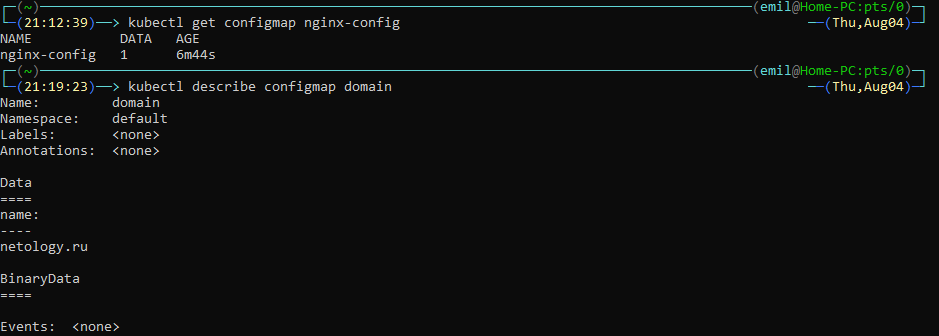 (~) (emil@Home-PC:pts/0)
(21:12:39)──> kubectl get configmap nginx-config (Thu,Aug04)
NAME DATA AGE
nginx-config 1 6m44s
(~) (emil@Home-PC:pts/0)
(21:19:23)──> kubectl describe configmap domain (Thu,Aug04)
Name: domain
Namespace: default
Labels: <none>
Annotations: <none>
Data
====
name:
----
netology.ru
BinaryData
====
Events: <none>